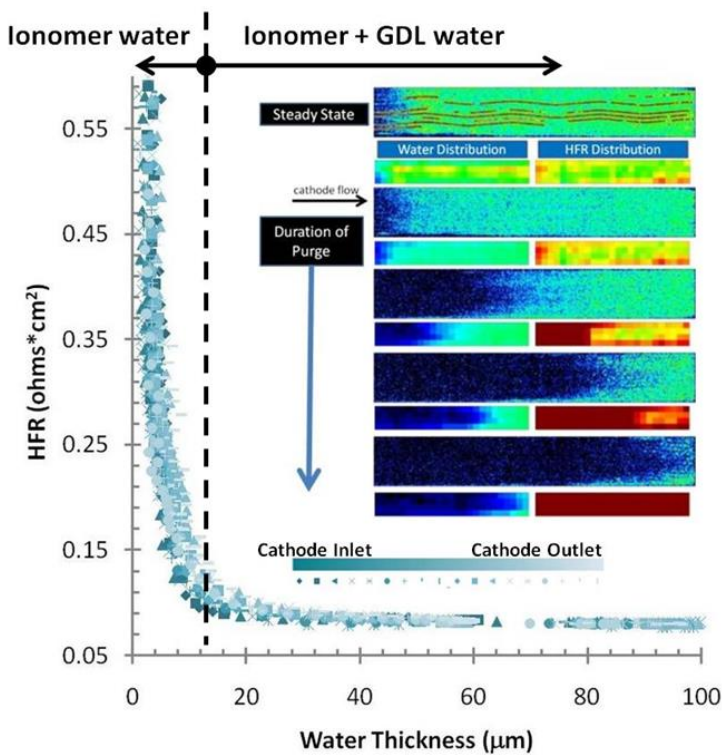 Ionomer water
Ionomer + GDL water
Steady State
Water Distribution
HFR Distribution
cathode flow
Duration of
Purge
Cathode Inlet
Cathode Outlet
HFR (ohms*cm²)
0.55
0.45
0.35
0.25
0.15
0.05
0
20
40
60
80
100
Water Thickness (μm)